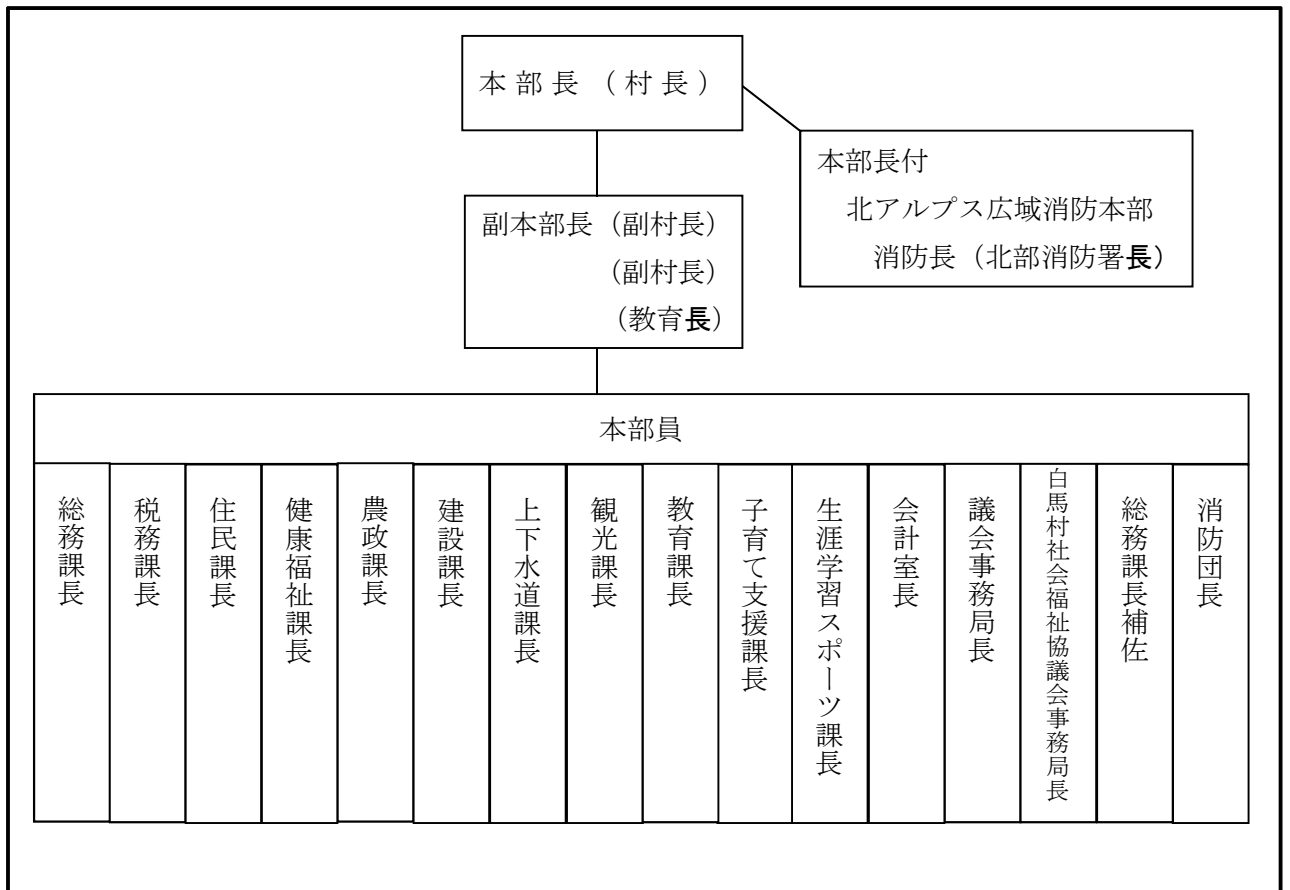 本部長（村長）
本部長付
北アルプス広域消防本部
消防長（北部消防署長）
副本部長（副村長）
（副村長）
（教育長）
本部員
総務課長
税務課長
住民課長
健康福祉課長
農政課長
建設課長
上下水道課長
観光課長
教育課長
子育て支援課長
生涯学習スポーツ課長
会計室長
議会事務局長
白馬村社会福祉協議会事務局長
総務課長補佐
消防団長